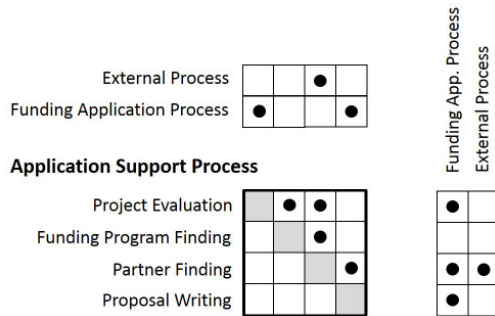 External Process
Funding Application Process
Funding App. Process
External Process
Application Support Process
Project Evaluation
Funding Program Finding
Partner Finding
Proposal Writing